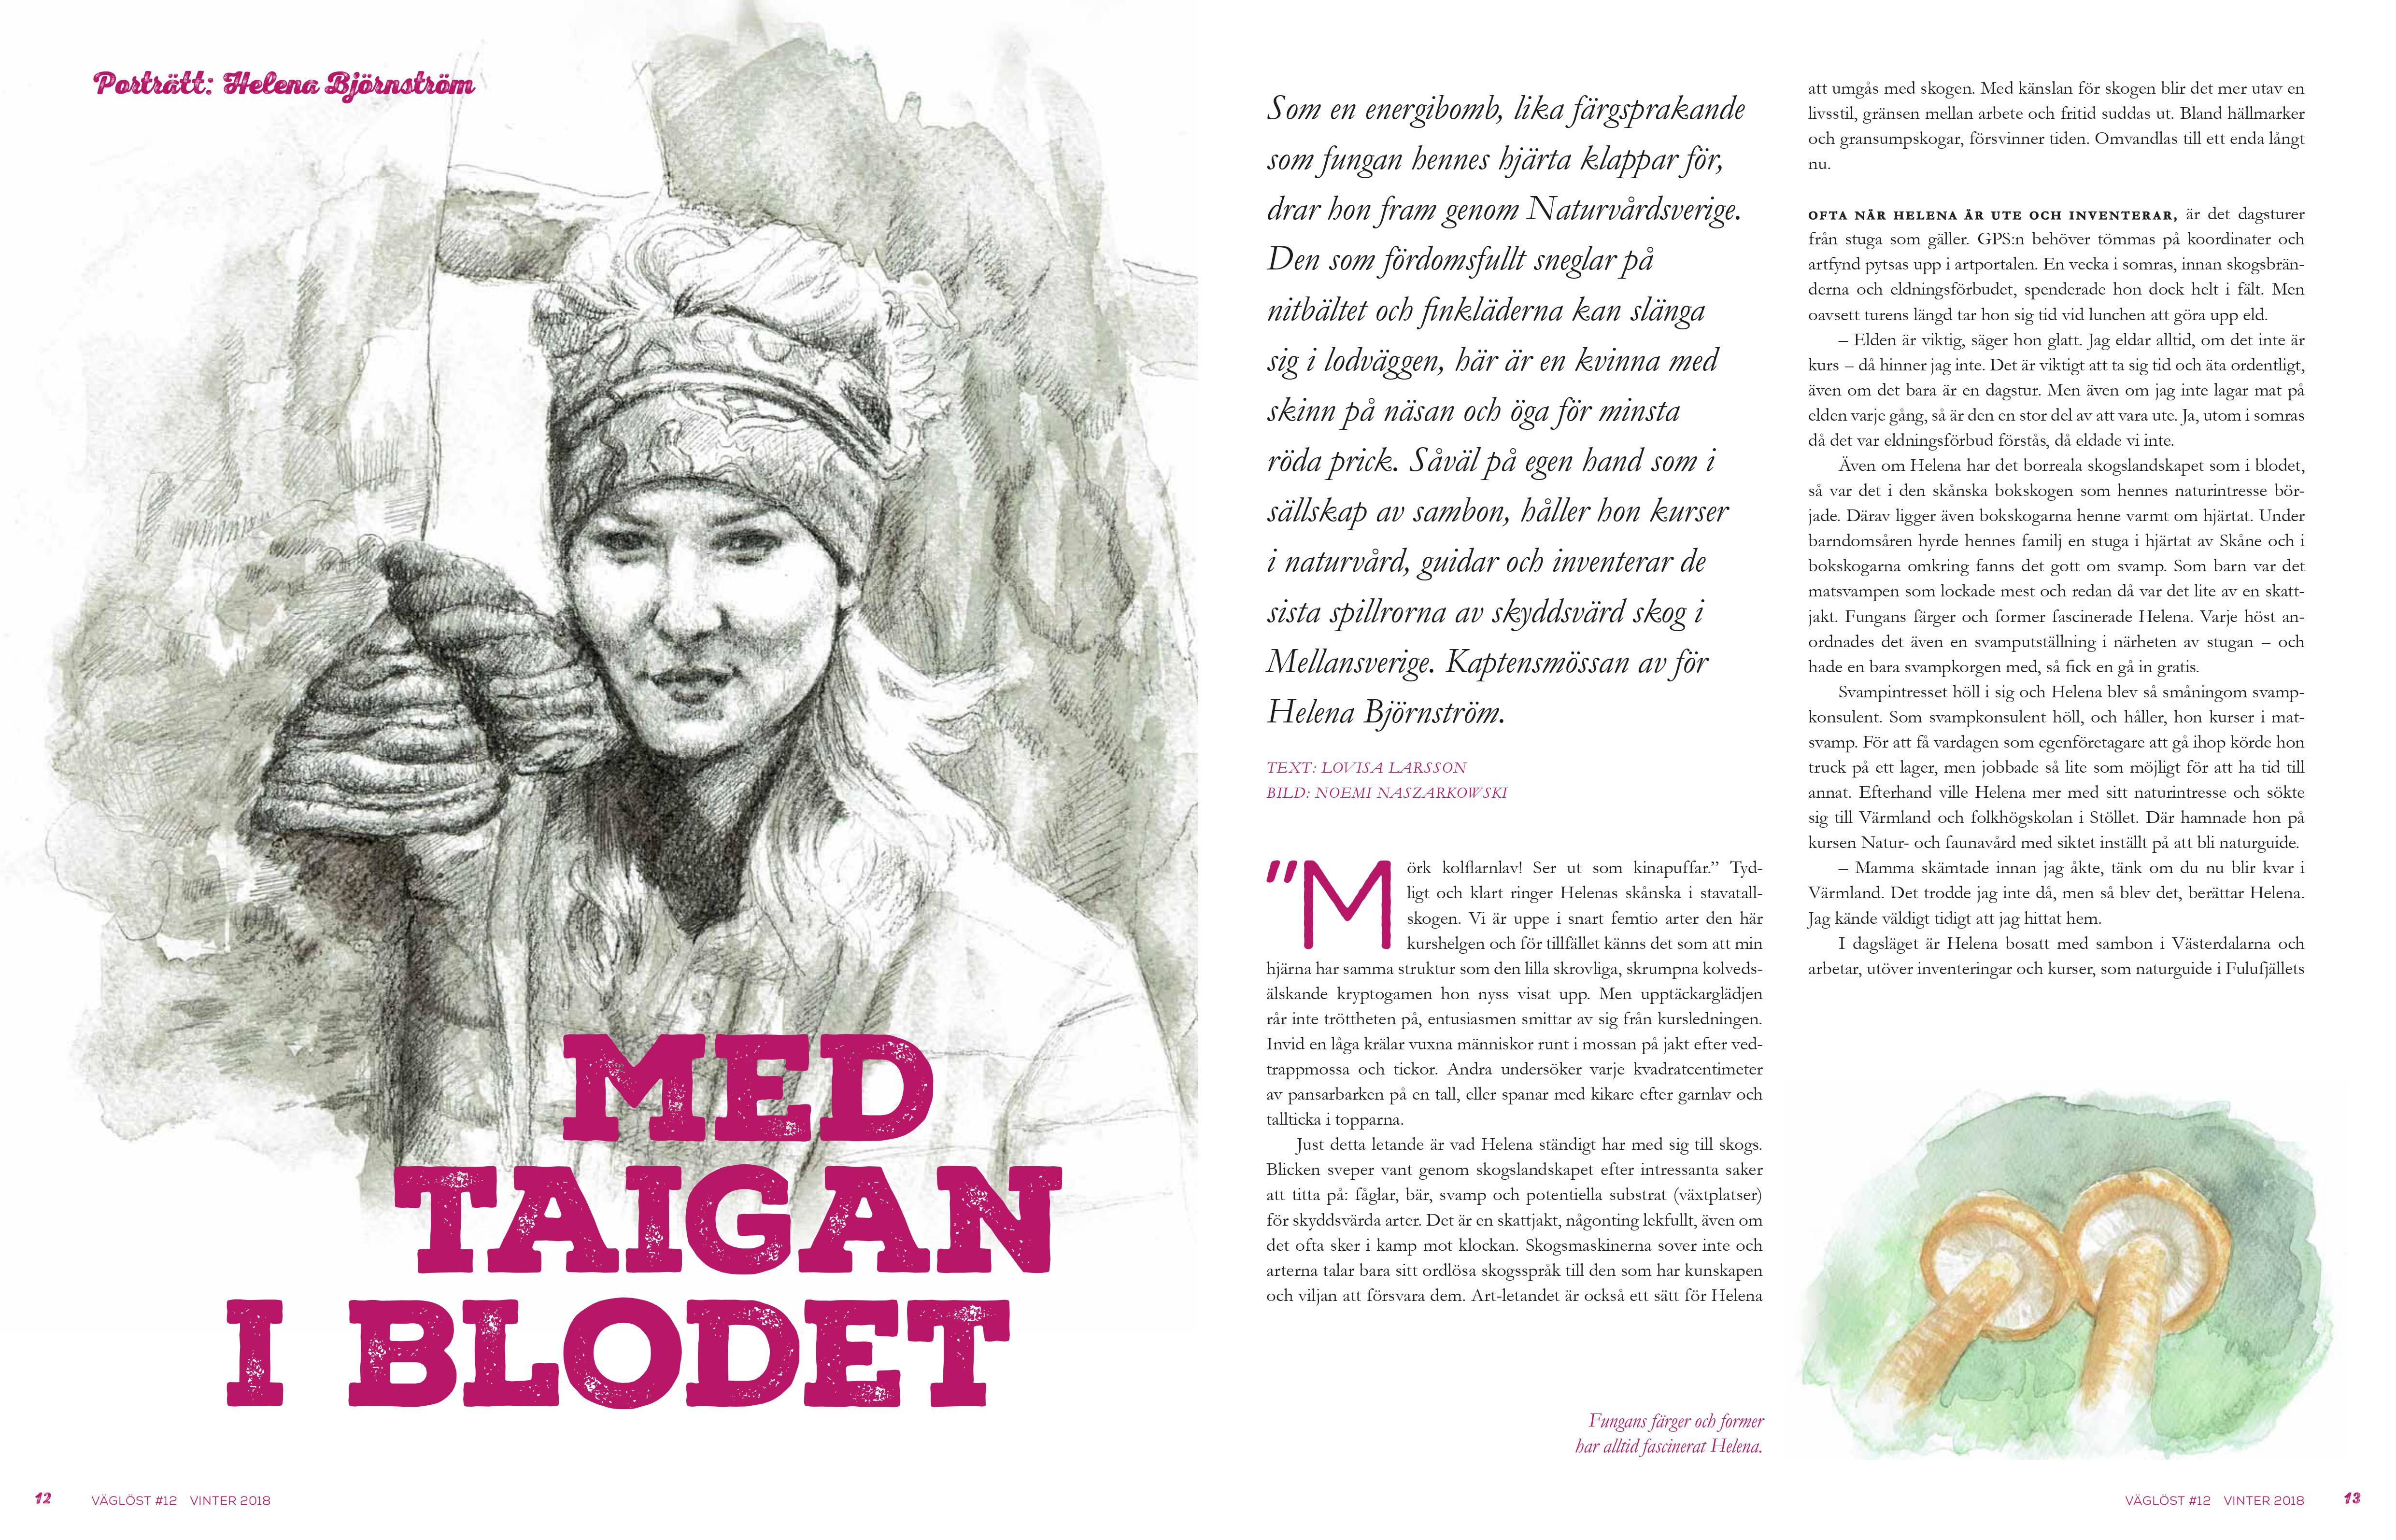 Porträtt: Helena Björnström
MED
TAIGAN
I BLODET
12
VÄGLÖST #12 VINTER 2018
Som en energibomb, lika färgsprakande
som fungan hennes hjärta klappar för,
drar hon fram genom Naturvårdsverige.
Den som fördomsfullt sneglar på
nitbältet och finkläderna kan slänga
sig i lodväggen, här är en kvinna med
skinn på näsan och öga för minsta
röda prick. Såväl på egen hand som i
sällskap av sambon, håller hon kurser
i naturvård, guidar och inventerar de
sista spillrorna av skyddsvärd skog i
Mellansverige. Kaptensmössan av för
Helena Björnström.
TEXT: LOVISA LARSSON
BILD: NOEMI NASZARKOWSKI
"Mörk kolflarnlav! Ser ut som kinapuffar." Tyd-
ligt och klart ringer Helenas skånska i stavatall-
skogen. Vi är uppe i snart femtio arter den här
kurshelgen och för tillfället känns det som att min
hjärna har samma struktur som den lilla skrovliga, skrumpna kolveds-
älskande kryptogamen hon nyss visat upp. Men upptäckarglädjen
rår inte tröttheten på, entusiasmen smittar av sig från kursledningen.
Invid en låga krälar vuxna människor runt i mossan på jakt efter ved-
trappmossa och tickor. Andra undersöker varje kvadratcentimeter
av pansarbarken på en tall, eller spanar med kikare efter garnlav och
tallticka i topparna.
Just detta letande är vad Helena ständigt har med sig till skogs.
Blicken sveper vant genom skogslandskapet efter intressanta saker
att titta på: fåglar, bär, svamp och potentiella substrat (växtplatser)
för skyddsvärda arter. Det är en skattjakt, någonting lekfullt, även om
det ofta sker i kamp mot klockan. Skogsmaskinerna sover inte och
arterna talar bara sitt ordlösa skogsspråk till den som har kunskapen
och viljan att försvara dem. Art-letandet är också ett sätt för Helena
att umgås med skogen. Med känslan för skogen blir det mer utav en
livsstil, gränsen mellan arbete och fritid suddas ut. Bland hällmarker
och gransumpskogar, försvinner tiden. Omvandlas till ett enda långt
nu.
OFTA NÄR HELENA ÄR UTE OCH INVENTERAR, är det dagsturer
från stuga som gäller. GPS:n behöver tömmas på koordinater och
artfynd pytsas upp i artportalen. En vecka i somras, innan skogsbrän-
derna och eldningsförbudet, spenderade hon dock helt i fält. Men
oavsett turens längd tar hon sig tid vid lunchen att göra upp eld.
– Elden är viktig, säger hon glatt. Jag eldar alltid, om det inte är
kurs – då hinner jag inte. Det är viktigt att ta sig tid och äta ordentligt,
även om det bara är en dagstur. Men även om jag inte lagar mat på
elden varje gång, så är den en stor del av att vara ute. Ja, utom i somras
då det var eldningsförbud förstås, då eldade vi inte.
Även om Helena har det borreala skogslandskapet som i blodet,
så var det i den skånska bokskogen som hennes naturintresse bör-
jade. Därav ligger även bokskogarna henne varmt om hjärtat. Under
barndomsåren hyrde hennes familj en stuga i hjärtat av Skåne och i
bokskogarna omkring fanns det gott om svamp. Som barn var det
matsvampen som lockade mest och redan då var det lite av en skatt-
jakt. Fungans färger och former fascinerade Helena. Varje höst an-
ordnades det även en svamputställning i närheten av stugan – och
hade en bara svampkorgen med, så fick en gå in gratis.
Svampintresset höll i sig och Helena blev så småningom svamp-
konsulent. Som svampkonsulent höll, och håller, hon kurser i mat-
svamp. För att få vardagen som egenföretagare att gå ihop körde hon
truck på ett lager, men jobbade så lite som möjligt för att ha tid till
annat. Efterhand ville Helena mer med sitt naturintresse och sökte
sig till Värmland och folkhögskolan i Stöllet. Där hamnade hon på
kursen Natur- och faunavård med siktet inställt på att bli naturguide.
– Mamma skämtade innan jag åkte, tänk om du nu blir kvar i
Värmland. Det trodde jag inte då, men så blev det, berättar Helena.
Jag kände väldigt tidigt att jag hittat hem.
I dagsläget är Helena bosatt med sambon i Västerdalarna och
arbetar, utöver inventeringar och kurser, som naturguide i Fulufjällets
Fungans färger och former
har alltid fascinerat Helena.
VÄGLÖST #12 VINTER 2018
13